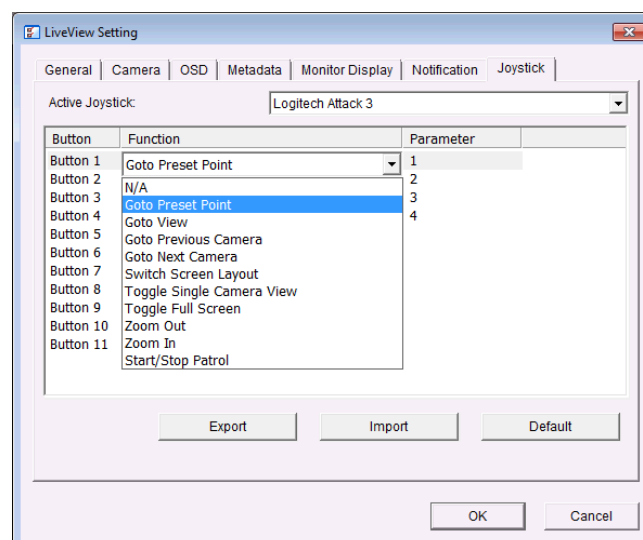 LiveView Setting
General Camera OSD Metadata Monitor Display Notification Joystick
Active Joystick: Logitech Attack 3
Button Function Parameter
Button 1 Goto Preset Point 1
Button 2 N/A 2
Button 3 Goto Preset Point 3
Button 4 Goto View 4
Button 5 Goto Previous Camera
Button 6 Goto Next Camera
Button 7 Switch Screen Layout
Button 8 Toggle Single Camera View
Button 9 Toggle Full Screen
Button 10 Zoom Out
Button 11 Zoom In
Start/Stop Patrol
Export Import Default
OK Cancel